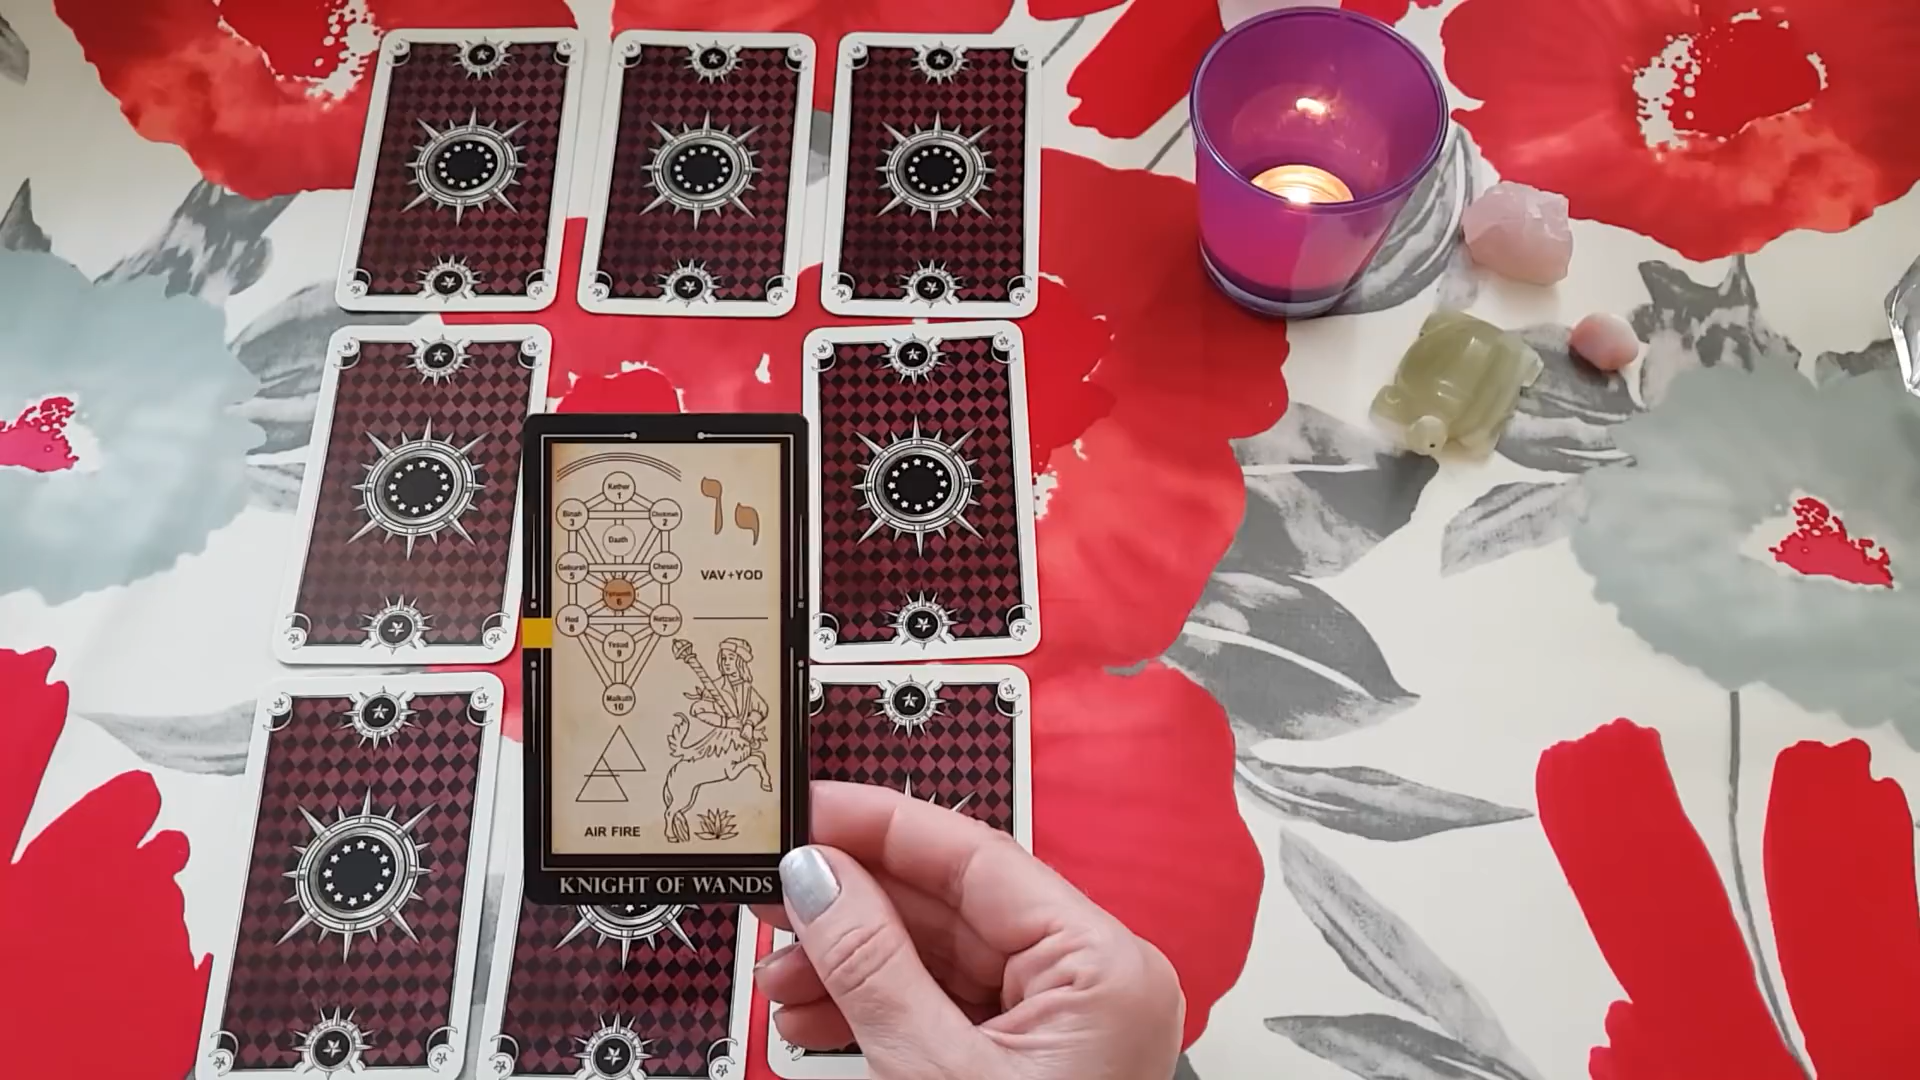 Kether
1
Binah
3
Chokmah
2
Daath
Geburah
5
Chesed
4
Tiphareth
6
Hod
8
Netzach
7
Yesod
9
Malkuth
10
ו י
VAV+YOD
AIR FIRE
KNIGHT OF WANDS